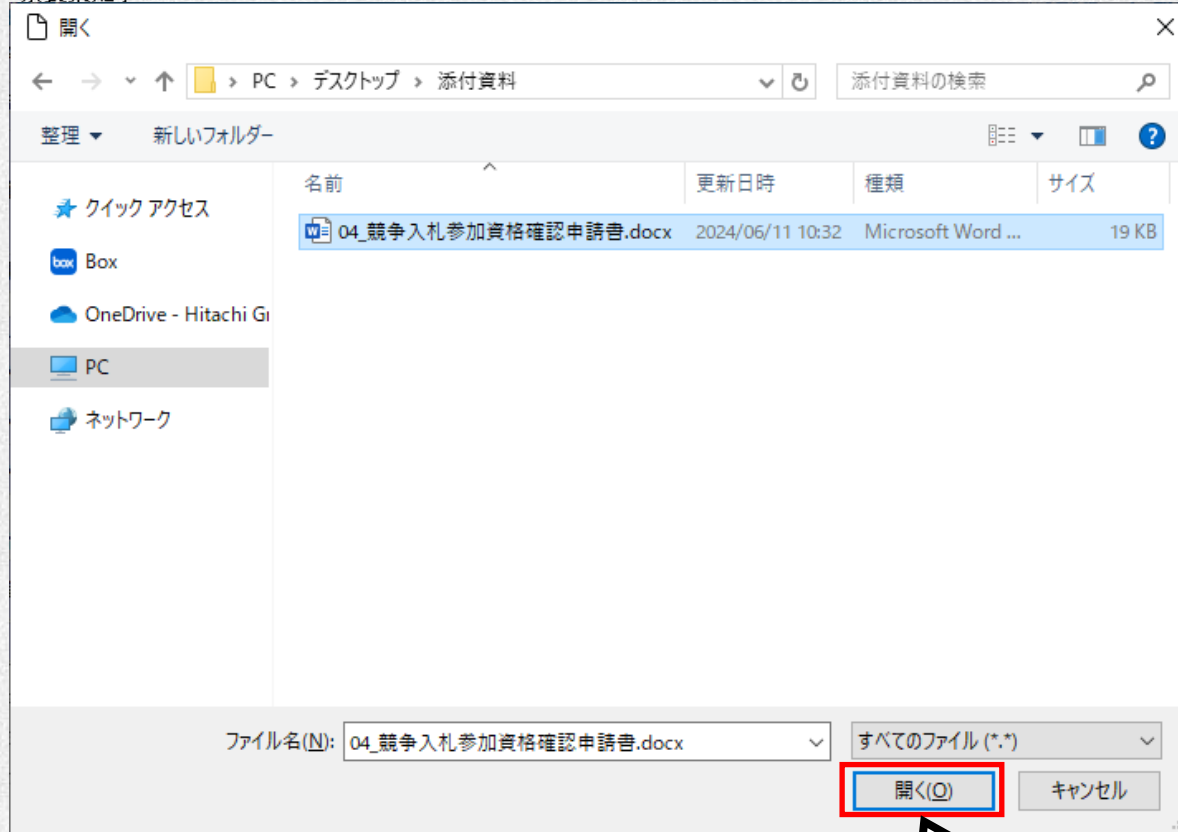 開く
PC > デスクトップ > 添付資料
添付資料の検索
整理
新しいフォルダー
名前 更新日時 種類 サイズ
クイック アクセス
04_競争入札参加資格確認申請書.docx 2024/06/11 10:32 Microsoft Word ... 19 KB
box Box
OneDrive - Hitachi Gr
PC
ネットワーク
ファイル名(N): 04_競争入札参加資格確認申請書.docx
すべてのファイル (*.*)
開く(O)
キャンセル